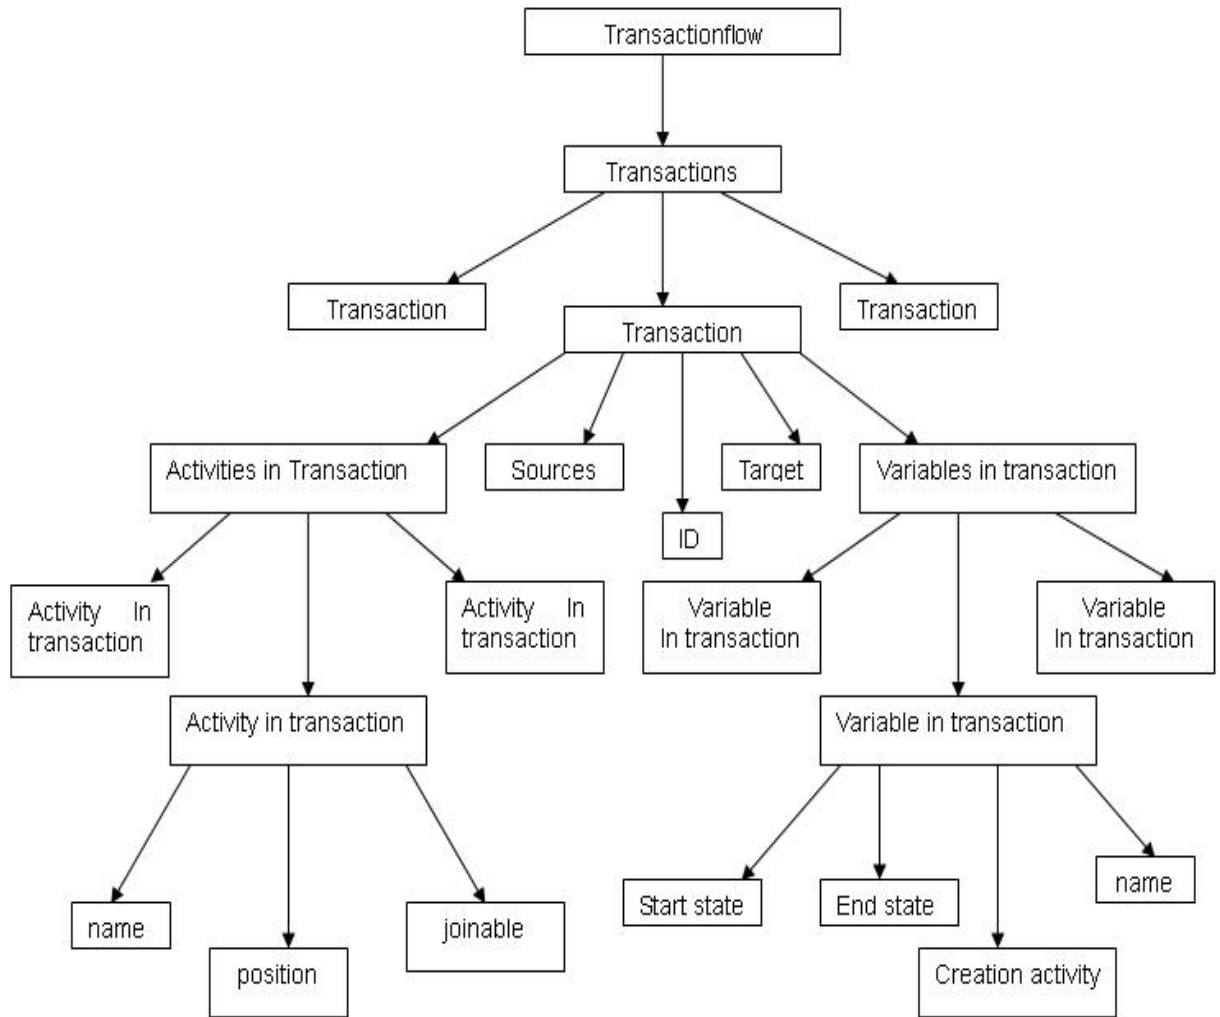 Transactionflow
Transactions
Transaction
Transaction
Transaction
Activities in Transaction
Sources
Target
Variables in transaction
ID
Activity In
transaction
Activity In
transaction
Variable
In transaction
Variable
In transaction
Activity in transaction
Variable in transaction
name
position
joinable
Start state
End state
Creation activity
name